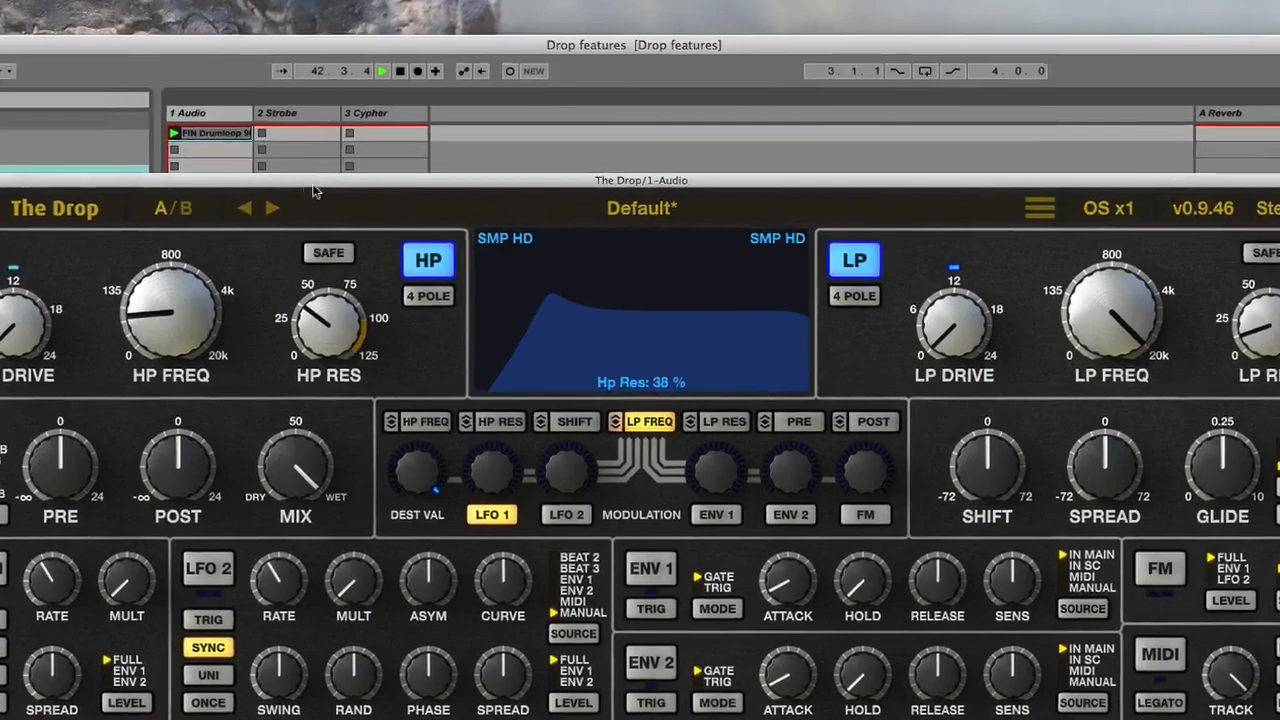 Drop features [Drop features]
42. 3. 4 NEW 3. 1. 1 4. 0. 0
1 Audio 2 Strobe 3 Cypher A Reverb
FIN Drumloop 9
The Drop/1-Audio
The Drop A/B Default* OS x1 v0.9.46 Ste
SMP HD SMP HD
HP 4 POLE LP 4 POLE
SAFE SAFE
12 18 24 DRIVE
0 135 800 4k 20k HP FREQ
0 25 50 75 100 125 HP RES
Hp Res: 38 %
0 6 12 18 24 LP DRIVE
0 135 800 4k 20k LP FREQ
0 25 50 LP R
HP FREQ HP RES SHIFT LP FREQ LP RES PRE POST
-∞ 0 24 PRE
-∞ 0 24 POST
DRY 50 WET MIX
DEST VAL LFO 1 LFO 2 MODULATION ENV 1 ENV 2 FM
-72 0 72 SHIFT
-72 0 72 SPREAD
0 0.25 10 GLIDE
RATE MULT
SPREAD FULL ENV 1 ENV 2 LEVEL
LFO 2 TRIG SYNC UNI ONCE
RATE MULT ASYM CURVE
BEAT 2
BEAT 3
ENV 1
ENV 2
MIDI
MANUAL
SOURCE
SWING RAND PHASE SPREAD
FULL
ENV 1
ENV 2
LEVEL
ENV 1 TRIG GATE TRIG MODE
ATTACK HOLD RELEASE SENS
IN MAIN
IN SC
MIDI
MANUAL
SOURCE
ENV 2 TRIG GATE TRIG MODE
ATTACK HOLD RELEASE SENS
IN MAIN
IN SC
MIDI
MANUAL
SOURCE
FM
FULL
ENV 1
LFO 2
LEVEL
MIDI LEGATO TRACK